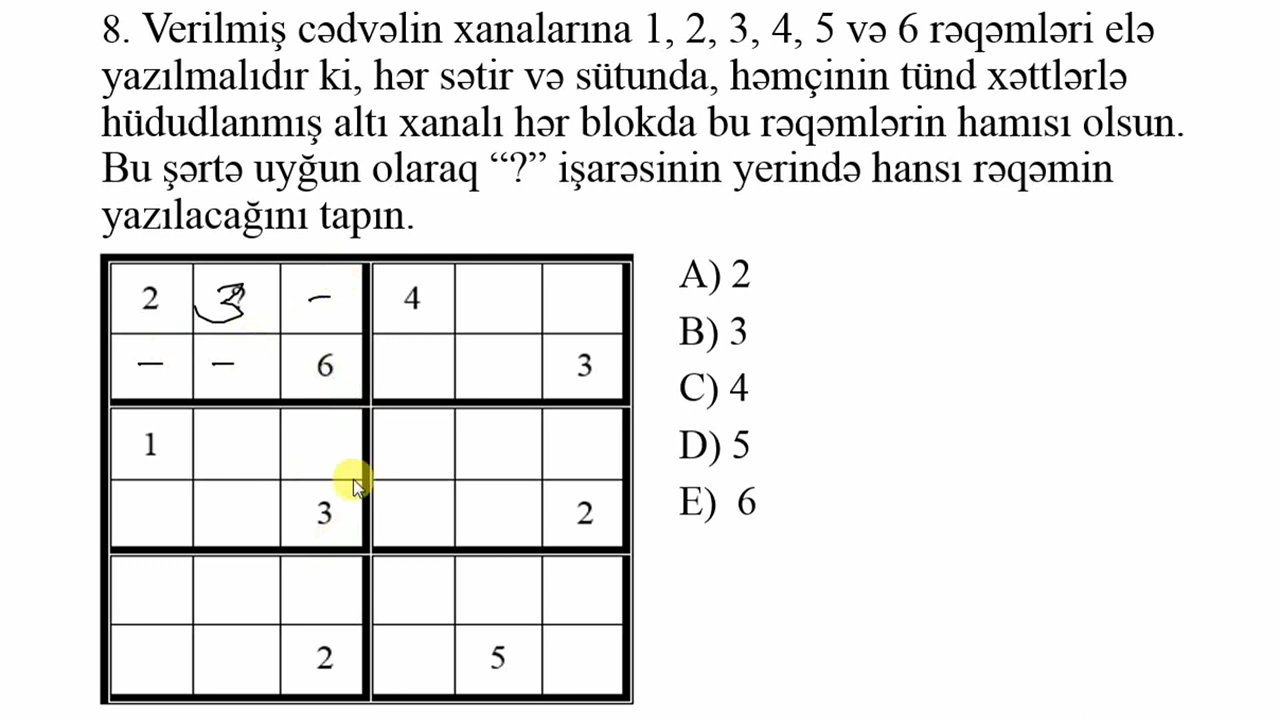 8. Verilmiş cədvəlin xanalarına 1, 2, 3, 4, 5 və 6 rəqəmləri elə
yazılmalıdır ki, hər sətir və sütunda, həmçinin tünd xəttlərlə
hüdudlanmış altı xanalı hər blokda bu rəqəmlərin hamısı olsun.
Bu şərtə uyğun olaraq “?” işarəsinin yerində hansı rəqəmin
yazılacağını tapın.
2 3 – 4
– – 6 3
1
3 2
2 5
A) 2
B) 3
C) 4
D) 5
E) 6